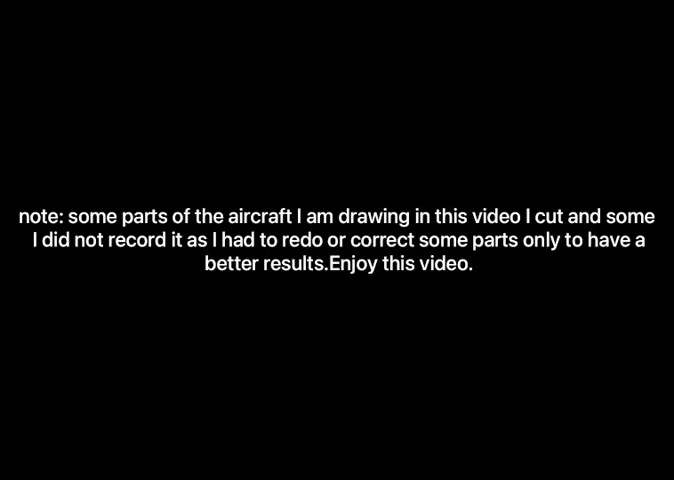 note: some parts of the aircraft I am drawing in this video I cut and some
I did not record it as I had to redo or correct some parts only to have a
better results.Enjoy this video.